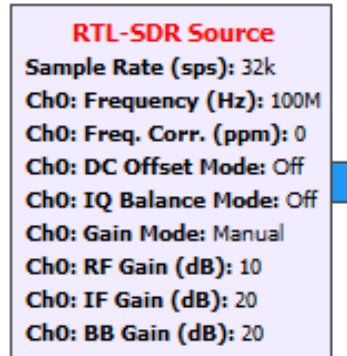 RTL-SDR Source
Sample Rate (sps): 32k
Ch0: Frequency (Hz): 100M
Ch0: Freq. Corr. (ppm): 0
Ch0: DC Offset Mode: Off
Ch0: IQ Balance Mode: Off
Ch0: Gain Mode: Manual
Ch0: RF Gain (dB): 10
Ch0: IF Gain (dB): 20
Ch0: BB Gain (dB): 20